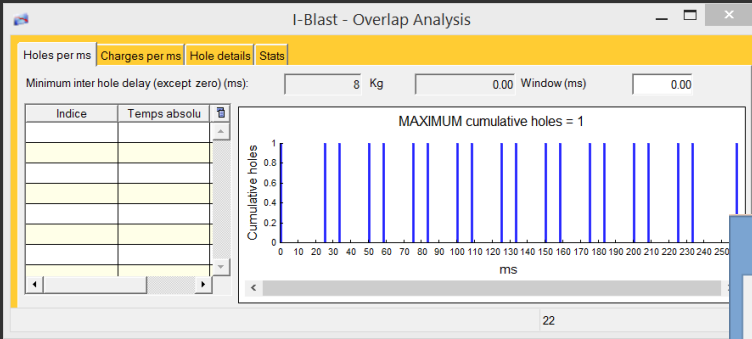 I-Blast - Overlap Analysis
Holes per ms Charges per ms Hole details Stats
Minimum inter hole delay (except zero) (ms): 8 Kg 0.00 Window (ms) 0.00
Indice Temps absolu
MAXIMUM cumulative holes = 1
Cumulative holes
1
0.8
0.6
0.4
0.2
0
0 10 20 30 40 50 60 70 80 90 100 110 120 130 140 150 160 170 180 190 200 210 220 230 240 250
ms
22